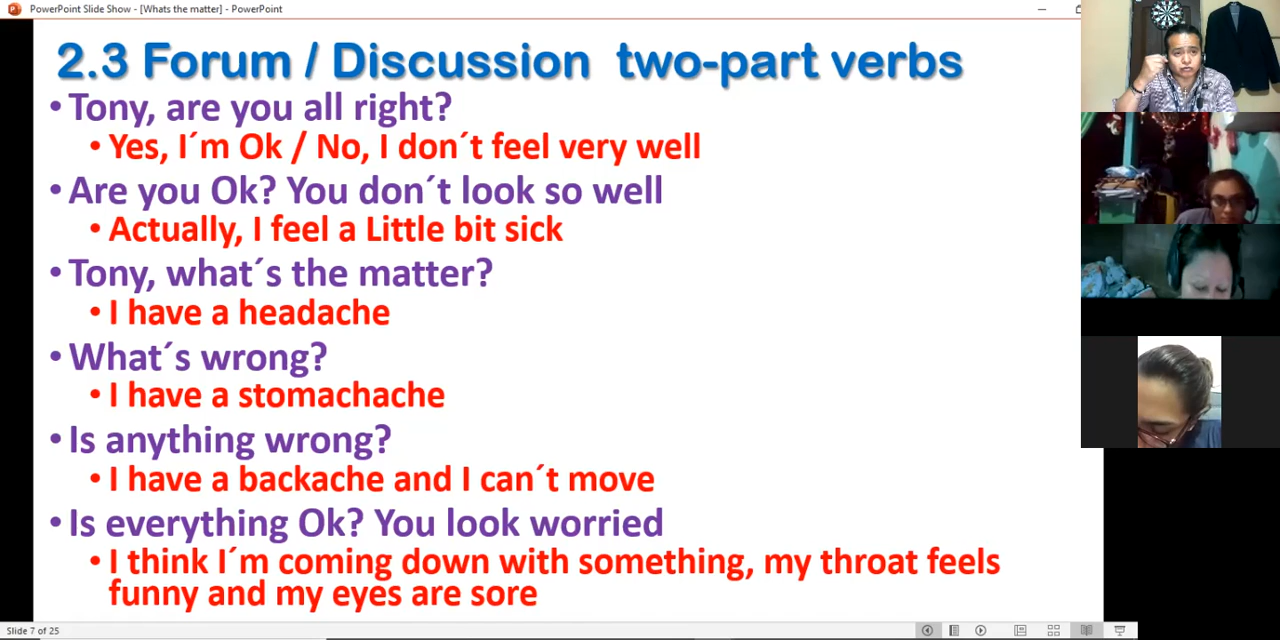 PowerPoint Slide Show - [Whats the matter] - PowerPoint
2.3 Forum / Discussion two-part verbs
• Tony, are you all right?
• Yes, I´m Ok / No, I don´t feel very well
• Are you Ok? You don´t look so well
• Actually, I feel a Little bit sick
• Tony, what´s the matter?
• I have a headache
• What´s wrong?
• I have a stomachache
• Is anything wrong?
• I have a backache and I can´t move
• Is everything Ok? You look worried
• I think I´m coming down with something, my throat feels
funny and my eyes are sore
Slide 7 of 25